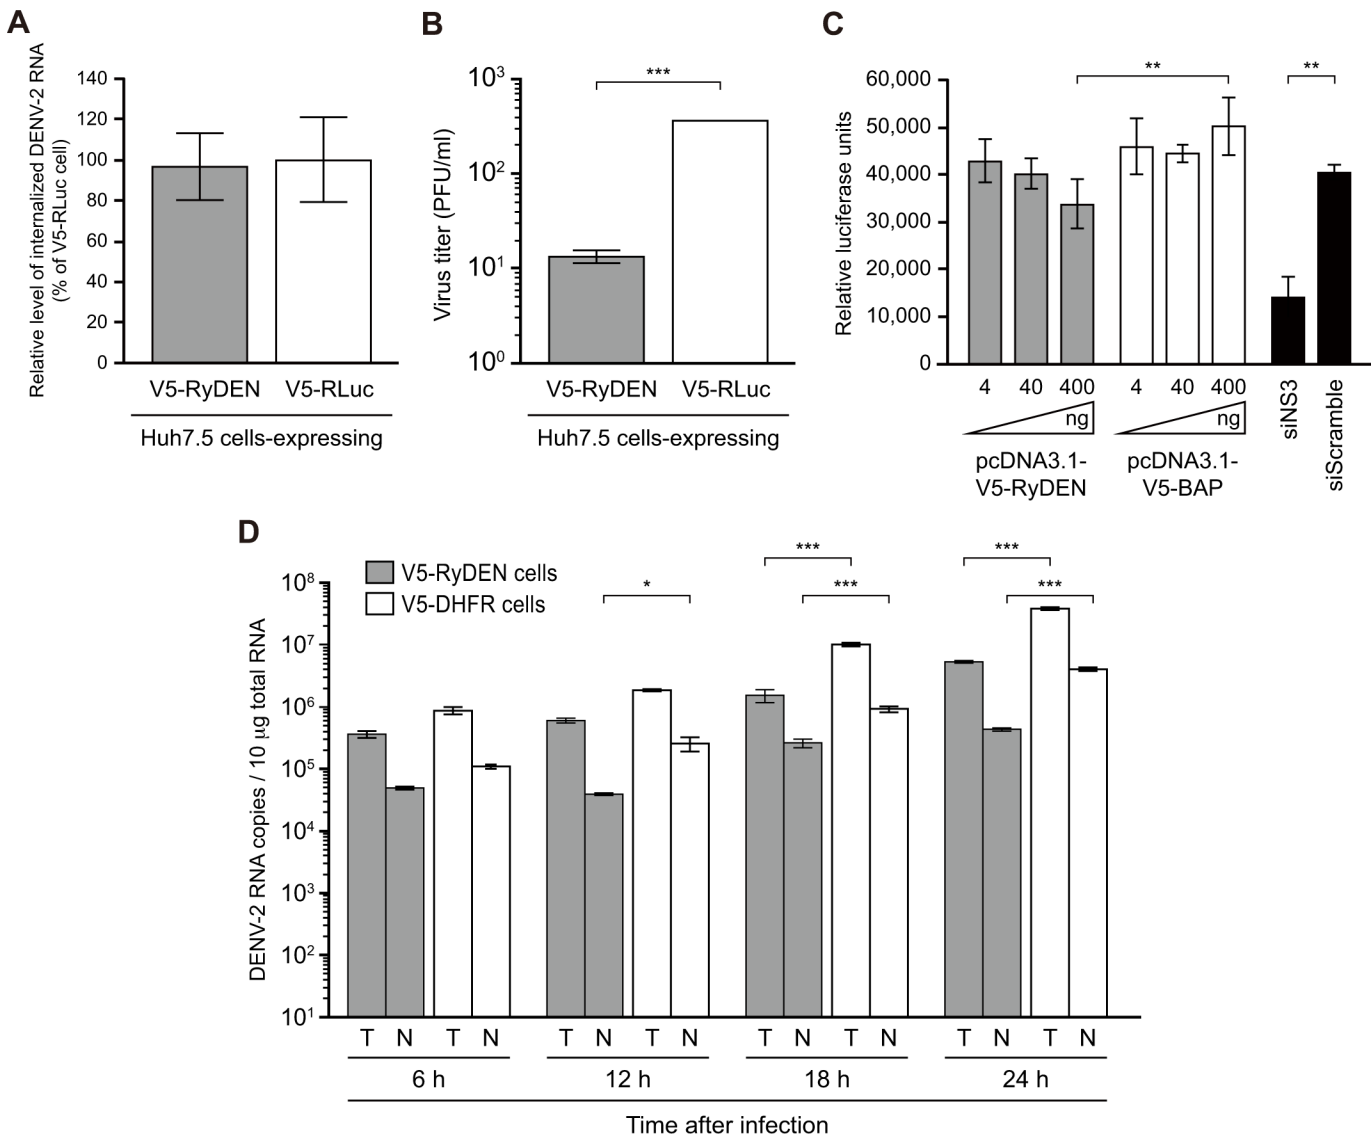 A
Relative level of internalized DENV-2 RNA
(% of V5-RLuc cell)
140
120
100
80
60
40
20
0
V5-RyDEN
V5-RLuc
Huh7.5 cells-expressing
B
Virus titer (PFU/ml)
10³
10²
10¹
10⁰
***
V5-RyDEN
V5-RLuc
Huh7.5 cells-expressing
C
Relative luciferase units
60,000
50,000
40,000
30,000
20,000
10,000
0
**
**
4 40 400
ng
pcDNA3.1-
V5-RyDEN
4 40 400
ng
pcDNA3.1-
V5-BAP
siNS3
siScramble
D
V5-RyDEN cells
V5-DHFR cells
DENV-2 RNA copies / 10 µg total RNA
10⁸
10⁷
10⁶
10⁵
10⁴
10³
10²
10¹
*
***
***
***
***
T N T N T N T N T N T N T N T N
6 h 12 h 18 h 24 h
Time after infection